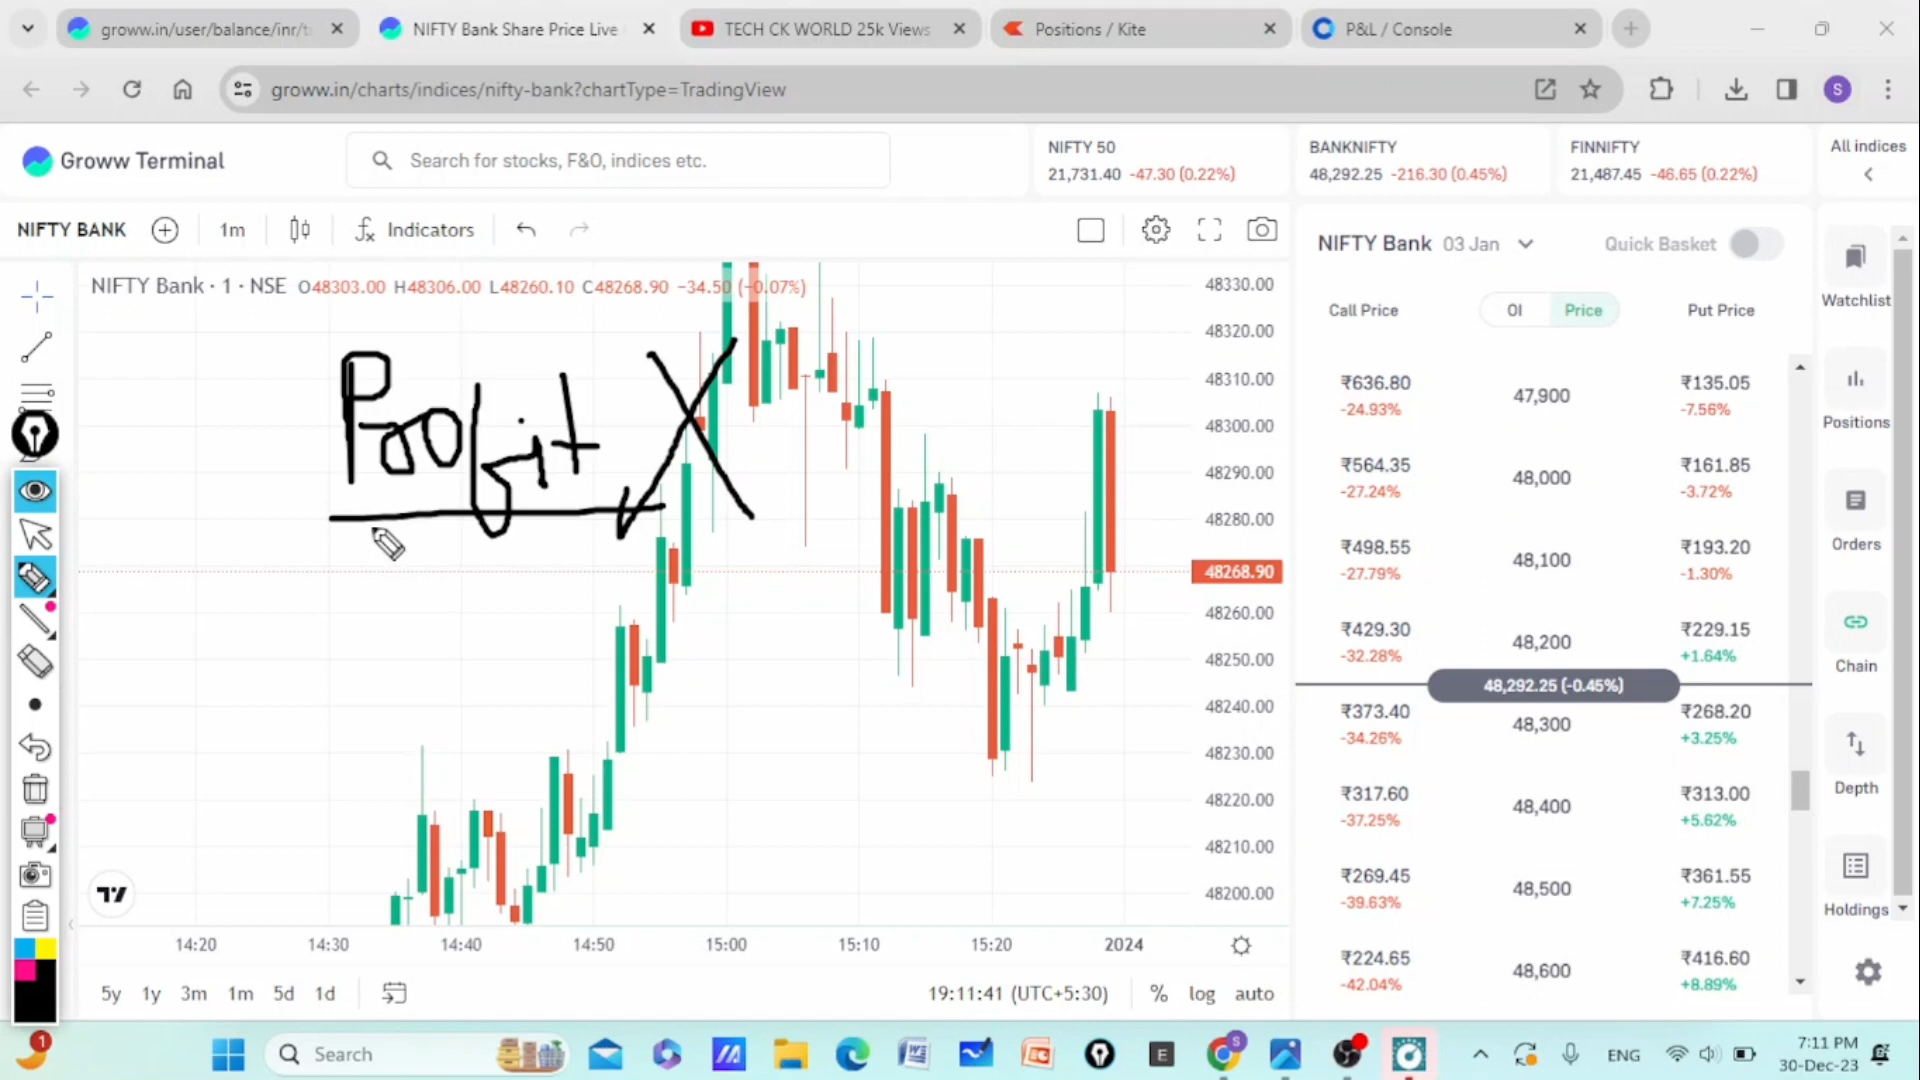 groww.in/user/balance/inr/t
NIFTY Bank Share Price Live
TECH CK WORLD 25k Views
Positions / Kite
P&L / Console
groww.in/charts/indices/nifty-bank?chartType=TradingView
S
Groww Terminal
Search for stocks, F&O, indices etc.
NIFTY 50
21,731.40 -47.30 (0.22%)
BANKNIFTY
48,292.25 -216.30 (0.45%)
FINNIFTY
21,487.45 -46.65 (0.22%)
All indices
NIFTY BANK
1m
Indicators
NIFTY Bank · 1 · NSE O48303.00 H48306.00 L48260.10 C48268.90 −34.50 (−0.07%)
Profit X
48330.00
48320.00
48310.00
48300.00
48290.00
48280.00
48268.90
48260.00
48250.00
48240.00
48230.00
48220.00
48210.00
48200.00
14:20 14:30 14:40 14:50 15:00 15:10 15:20 2024
5y 1y 3m 1m 5d 1d
19:11:41 (UTC+5:30) % log auto
NIFTY Bank 03 Jan
Quick Basket
Call Price OI Price Put Price
₹636.80 47,900 ₹135.05
-24.93% -7.56%
₹564.35 48,000 ₹161.85
-27.24% -3.72%
₹498.55 48,100 ₹193.20
-27.79% -1.30%
₹429.30 48,200 ₹229.15
-32.28% +1.64%
48,292.25 (-0.45%)
₹373.40 48,300 ₹268.20
-34.26% +3.25%
₹317.60 48,400 ₹313.00
-37.25% +5.62%
₹269.45 48,500 ₹361.55
-39.63% +7.25%
₹224.65 48,600 ₹416.60
-42.04% +8.89%
Watchlist
Positions
Orders
Chain
Depth
Holdings
1
Search
S
E
ENG
7:11 PM
30-Dec-23